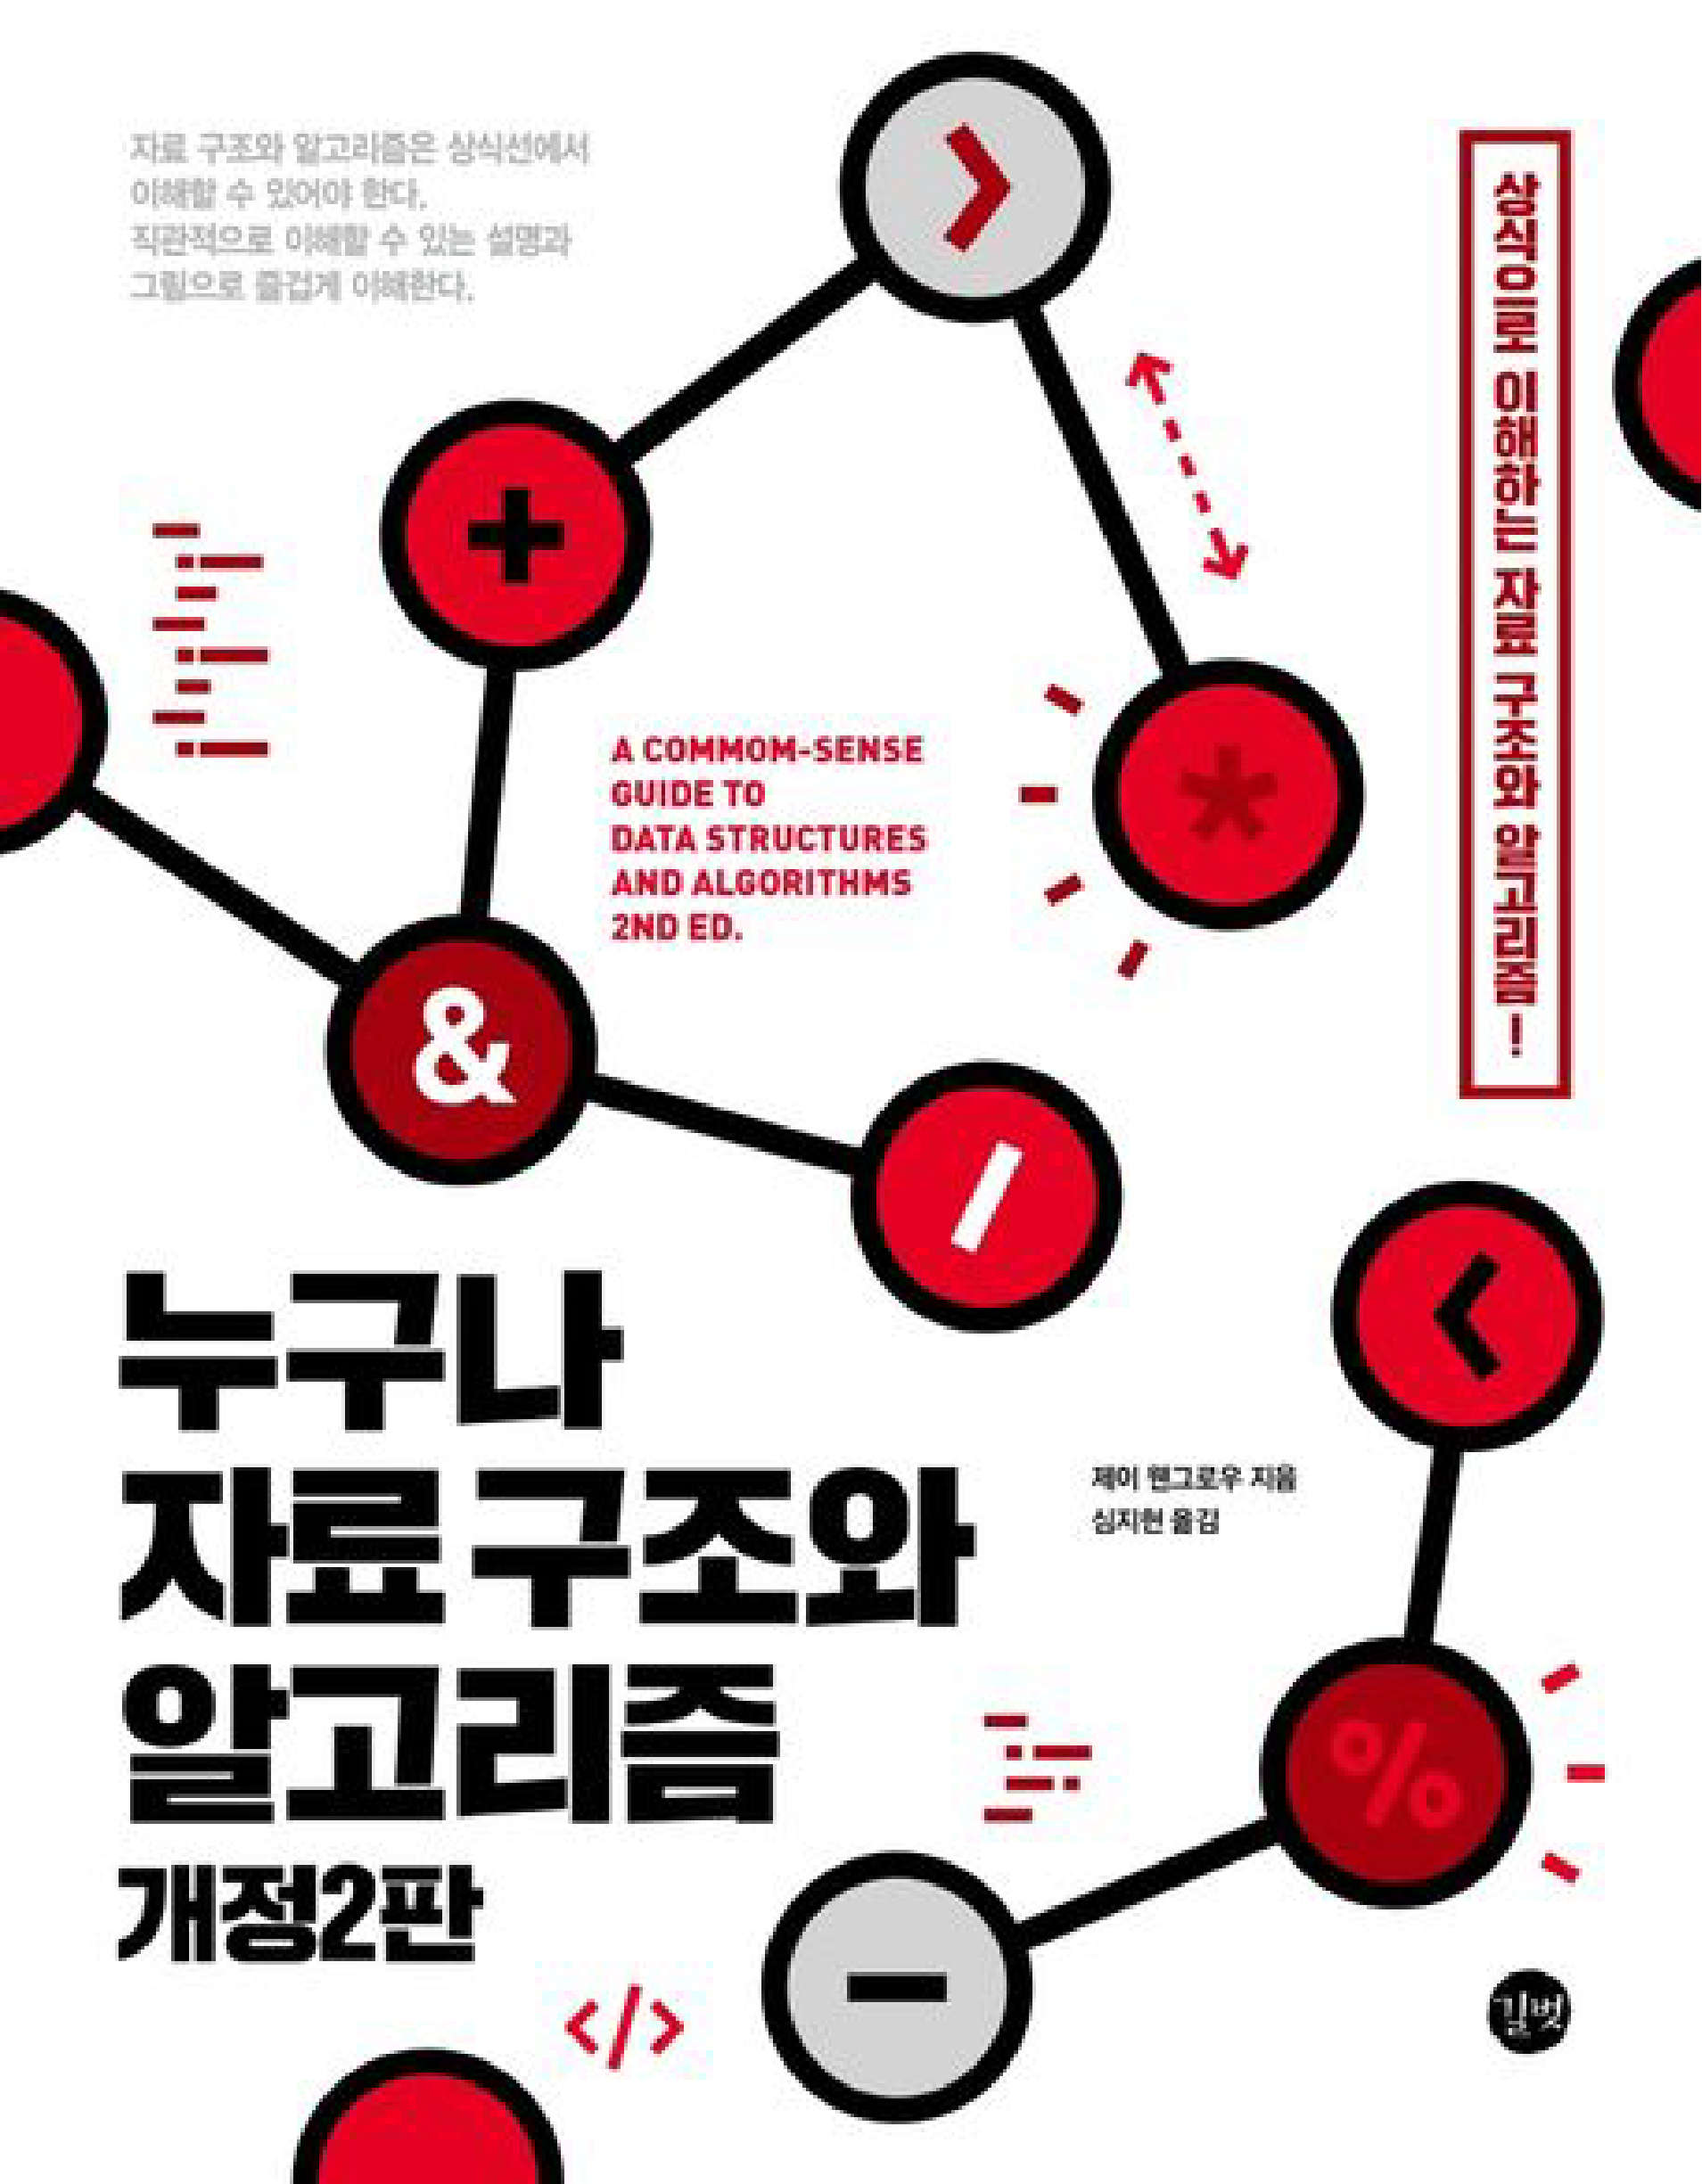 자료 구조와 알고리즘은 상식선에서
이해할 수 있어야 한다.
직관적으로 이해할 수 있는 설명과
그림으로 즐겁게 이해한다.
상식으로 이해하는 자료 구조와 알고리즘!
>
+
*
A COMMOM-SENSE
GUIDE TO
DATA STRUCTURES
AND ALGORITHMS
2ND ED.
&
/
<
누구나
자료 구조와
알고리즘
개정2판
제이 웬그로우 지음
심지현 옮김
%
-
</>
길벗